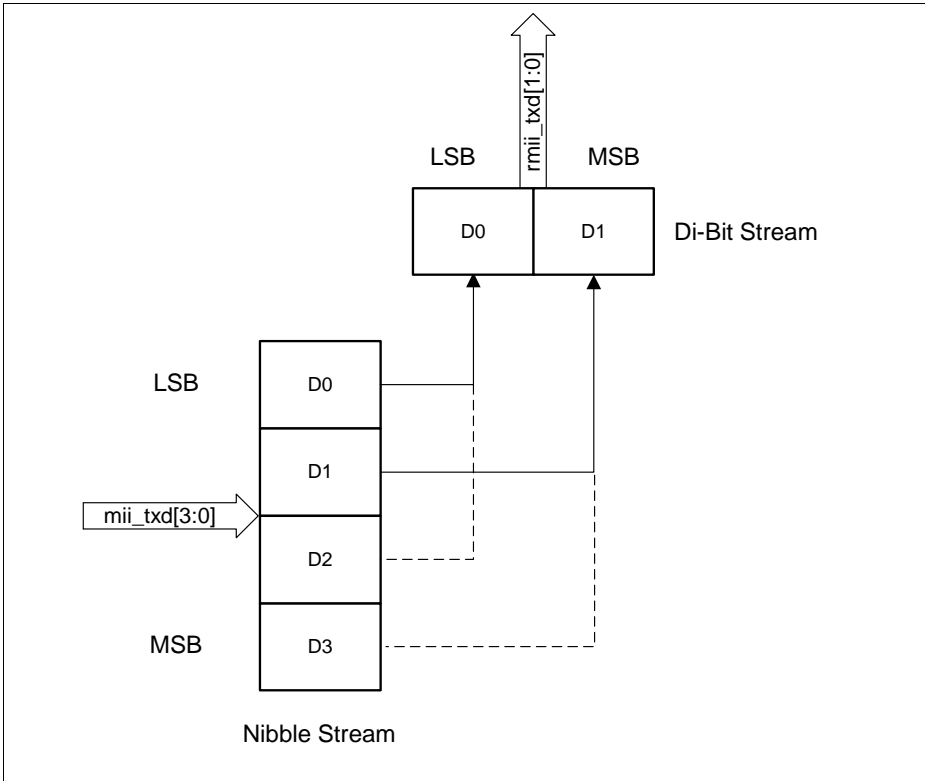 rmii_txd[1:0]
LSB
MSB
D0
D1
Di-Bit Stream
LSB
D0
D1
mii_txd[3:0]
D2
MSB
D3
Nibble Stream